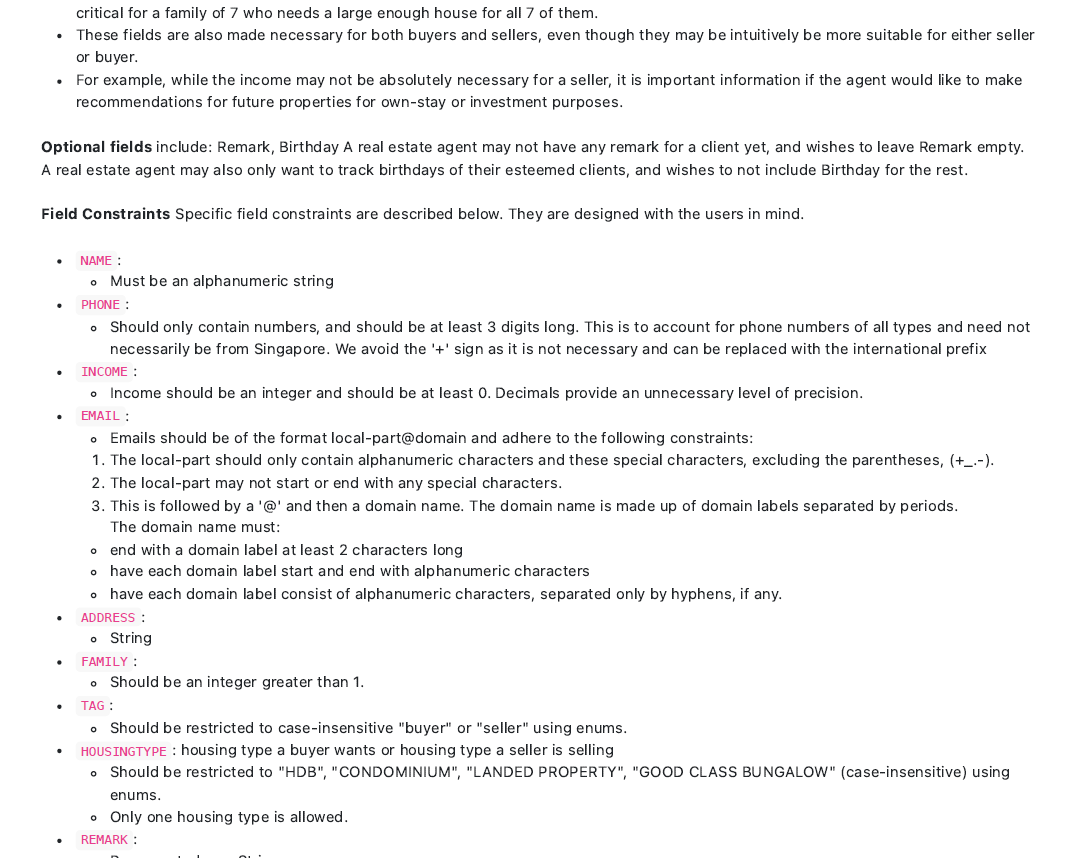 critical for a family of 7 who needs a large enough house for all 7 of them.
• These fields are also made necessary for both buyers and sellers, even though they may be intuitively be more suitable for either seller
or buyer.
• For example, while the income may not be absolutely necessary for a seller, it is important information if the agent would like to make
recommendations for future properties for own-stay or investment purposes.
Optional fields include: Remark, Birthday A real estate agent may not have any remark for a client yet, and wishes to leave Remark empty.
A real estate agent may also only want to track birthdays of their esteemed clients, and wishes to not include Birthday for the rest.
Field Constraints Specific field constraints are described below. They are designed with the users in mind.
• NAME :
◦ Must be an alphanumeric string
• PHONE :
◦ Should only contain numbers, and should be at least 3 digits long. This is to account for phone numbers of all types and need not
necessarily be from Singapore. We avoid the '+' sign as it is not necessary and can be replaced with the international prefix
• INCOME :
◦ Income should be an integer and should be at least 0. Decimals provide an unnecessary level of precision.
• EMAIL :
◦ Emails should be of the format local-part@domain and adhere to the following constraints:
1. The local-part should only contain alphanumeric characters and these special characters, excluding the parentheses, (+_.-).
2. The local-part may not start or end with any special characters.
3. This is followed by a '@' and then a domain name. The domain name is made up of domain labels separated by periods.
The domain name must:
◦ end with a domain label at least 2 characters long
◦ have each domain label start and end with alphanumeric characters
◦ have each domain label consist of alphanumeric characters, separated only by hyphens, if any.
• ADDRESS :
◦ String
• FAMILY :
◦ Should be an integer greater than 1.
• TAG :
◦ Should be restricted to case-insensitive "buyer" or "seller" using enums.
• HOUSINGTYPE : housing type a buyer wants or housing type a seller is selling
◦ Should be restricted to "HDB", "CONDOMINIUM", "LANDED PROPERTY", "GOOD CLASS BUNGALOW" (case-insensitive) using
enums.
◦ Only one housing type is allowed.
• REMARK :